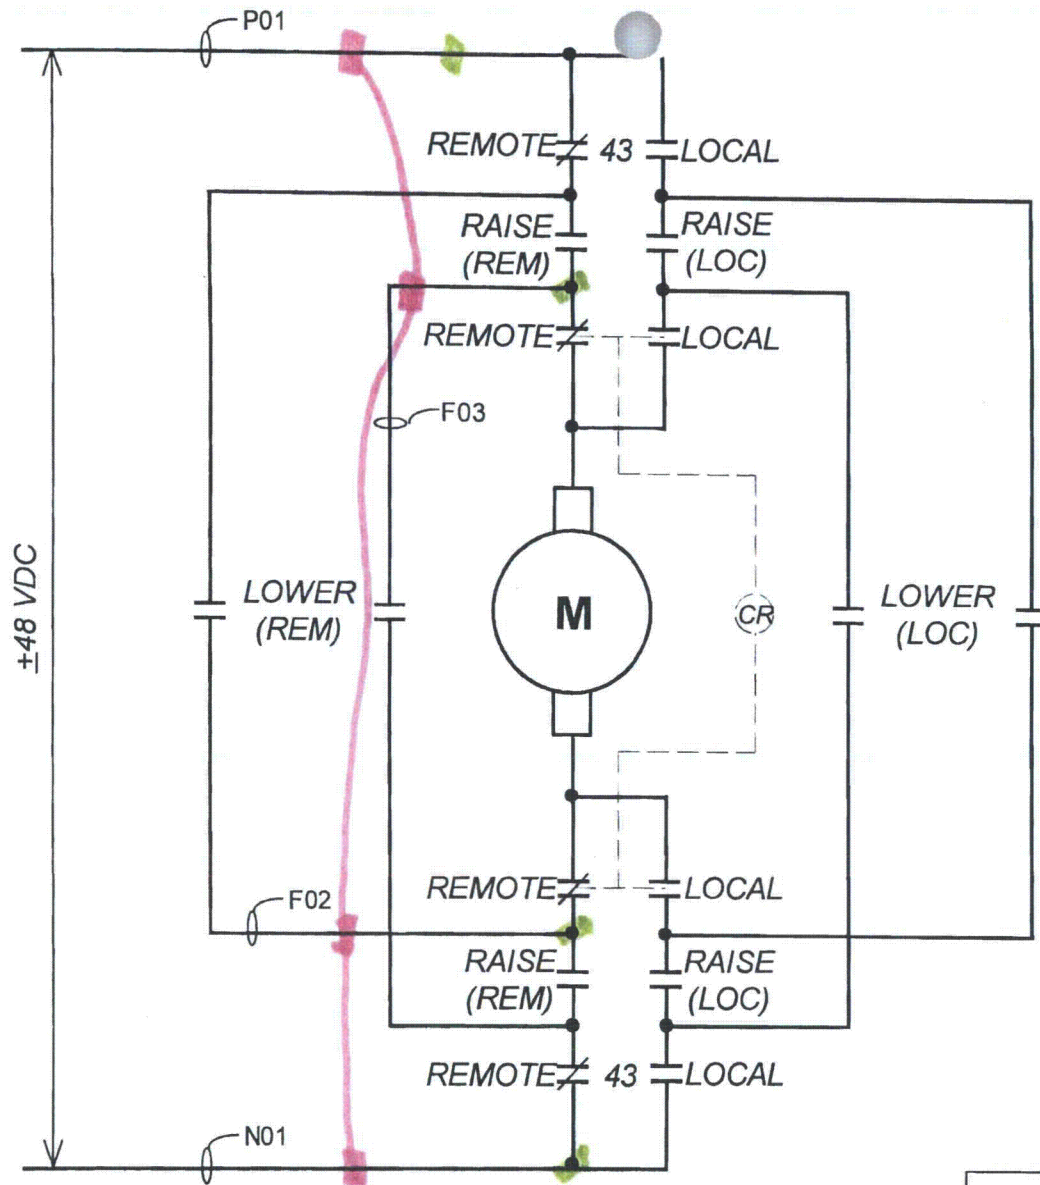 P01
REMOTE 43 LOCAL
RAISE RAISE
(REM) (LOC)
REMOTE LOCAL
F03
±48 VDC
LOWER
(REM)
M
CR
LOWER
(LOC)
REMOTE LOCAL
F02
RAISE RAISE
(REM) (LOC)
REMOTE 43 LOCAL
N01